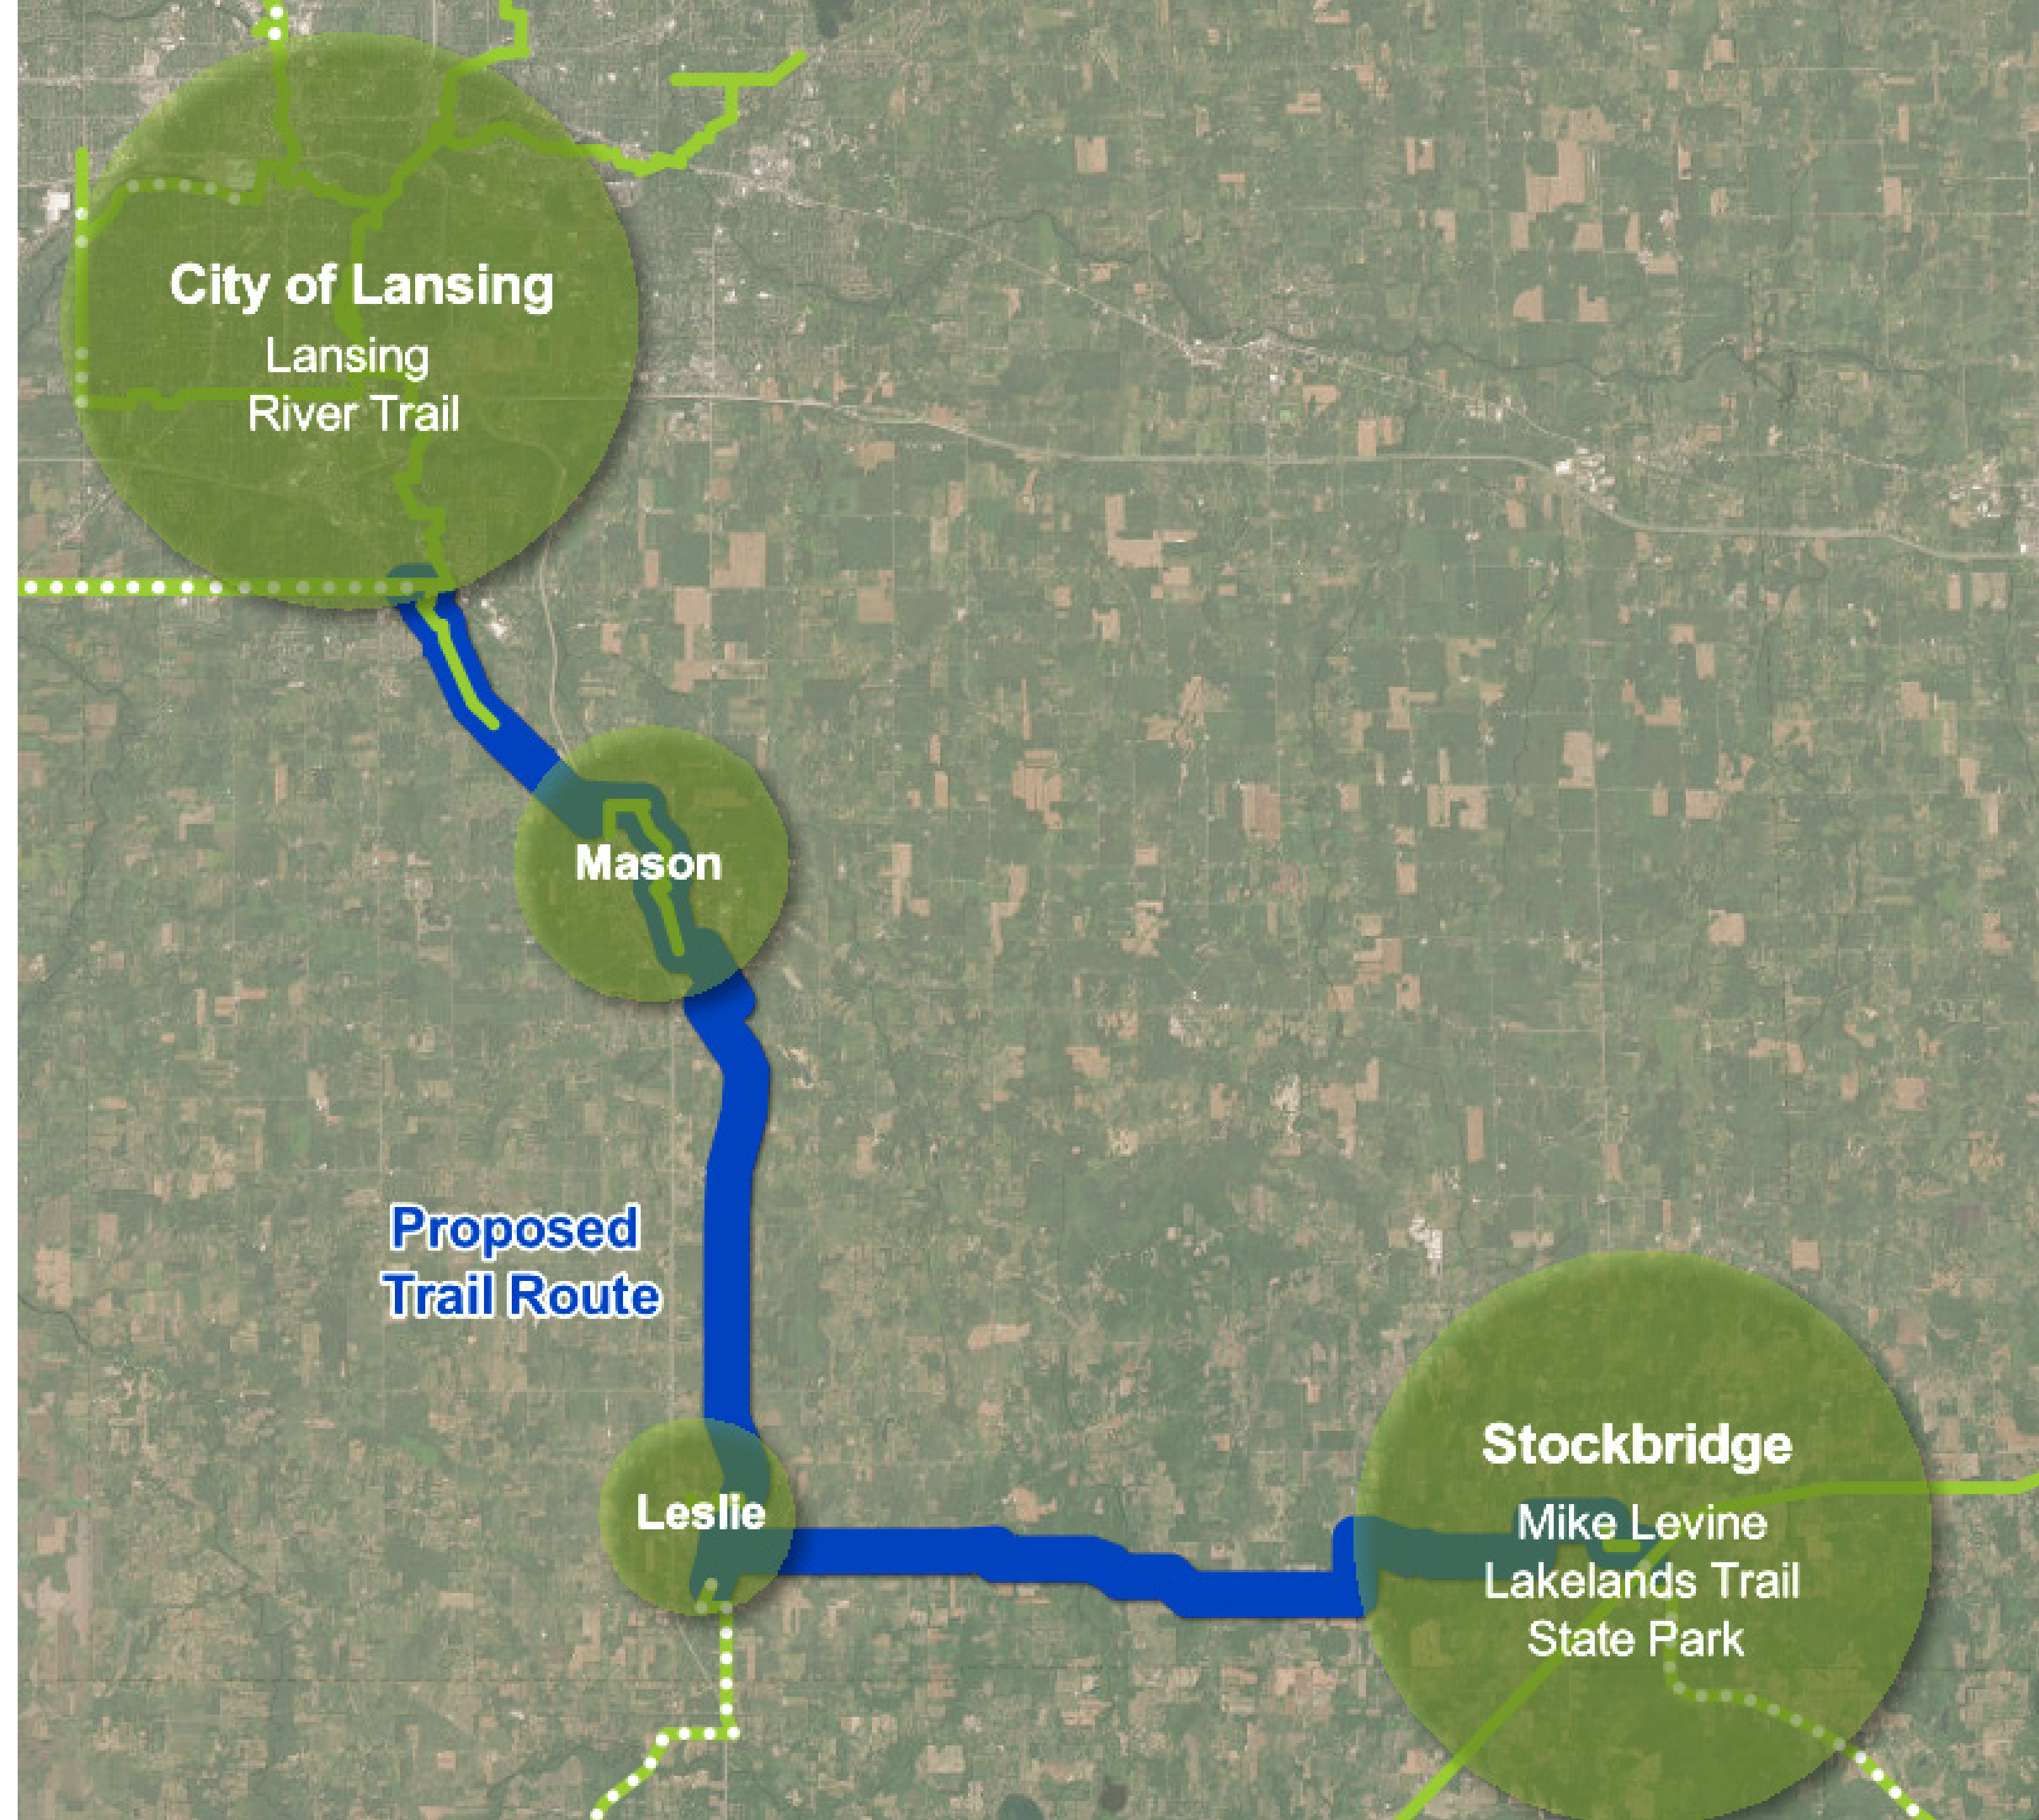 City of Lansing
Lansing
River Trail
Mason
Proposed
Trail Route
Leslie
Stockbridge
Mike Levine
Lakelands Trail
State Park